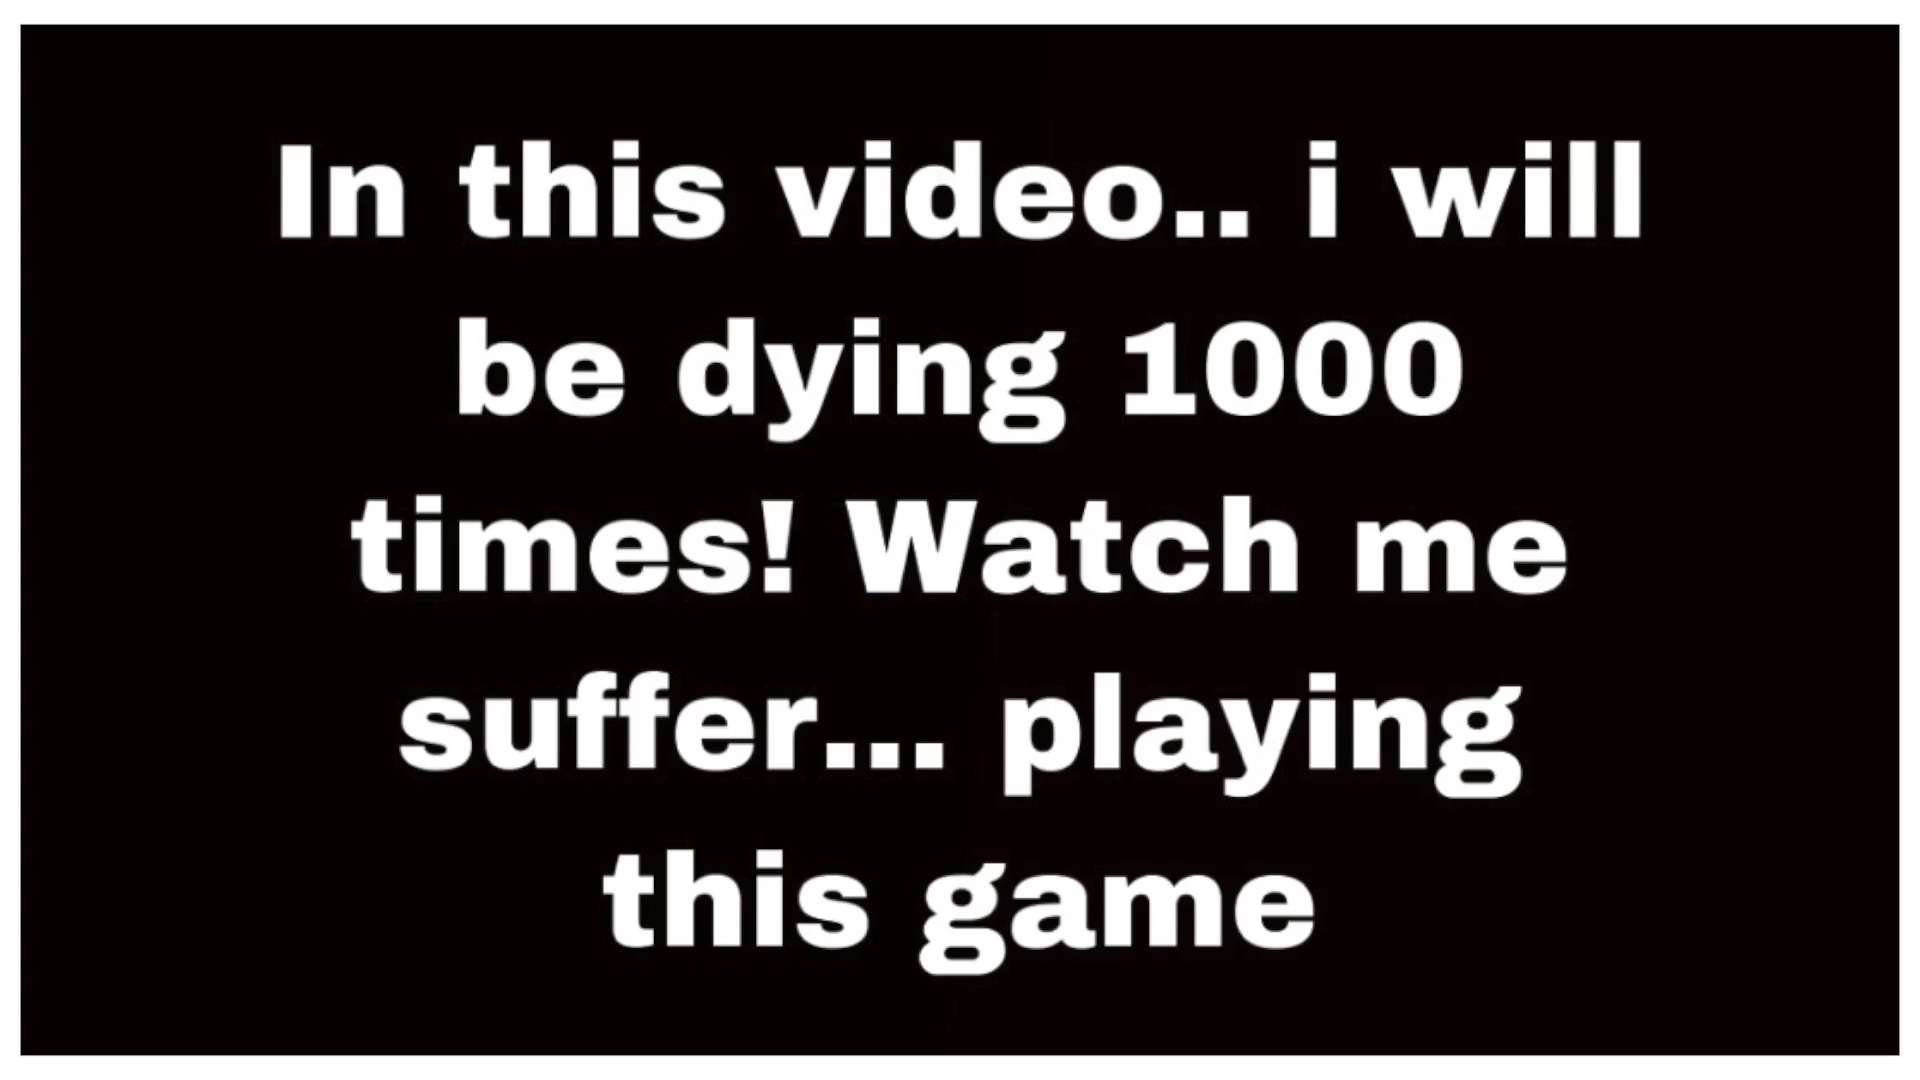 In this video.. i will
be dying 1000
times! Watch me
suffer... playing
this game